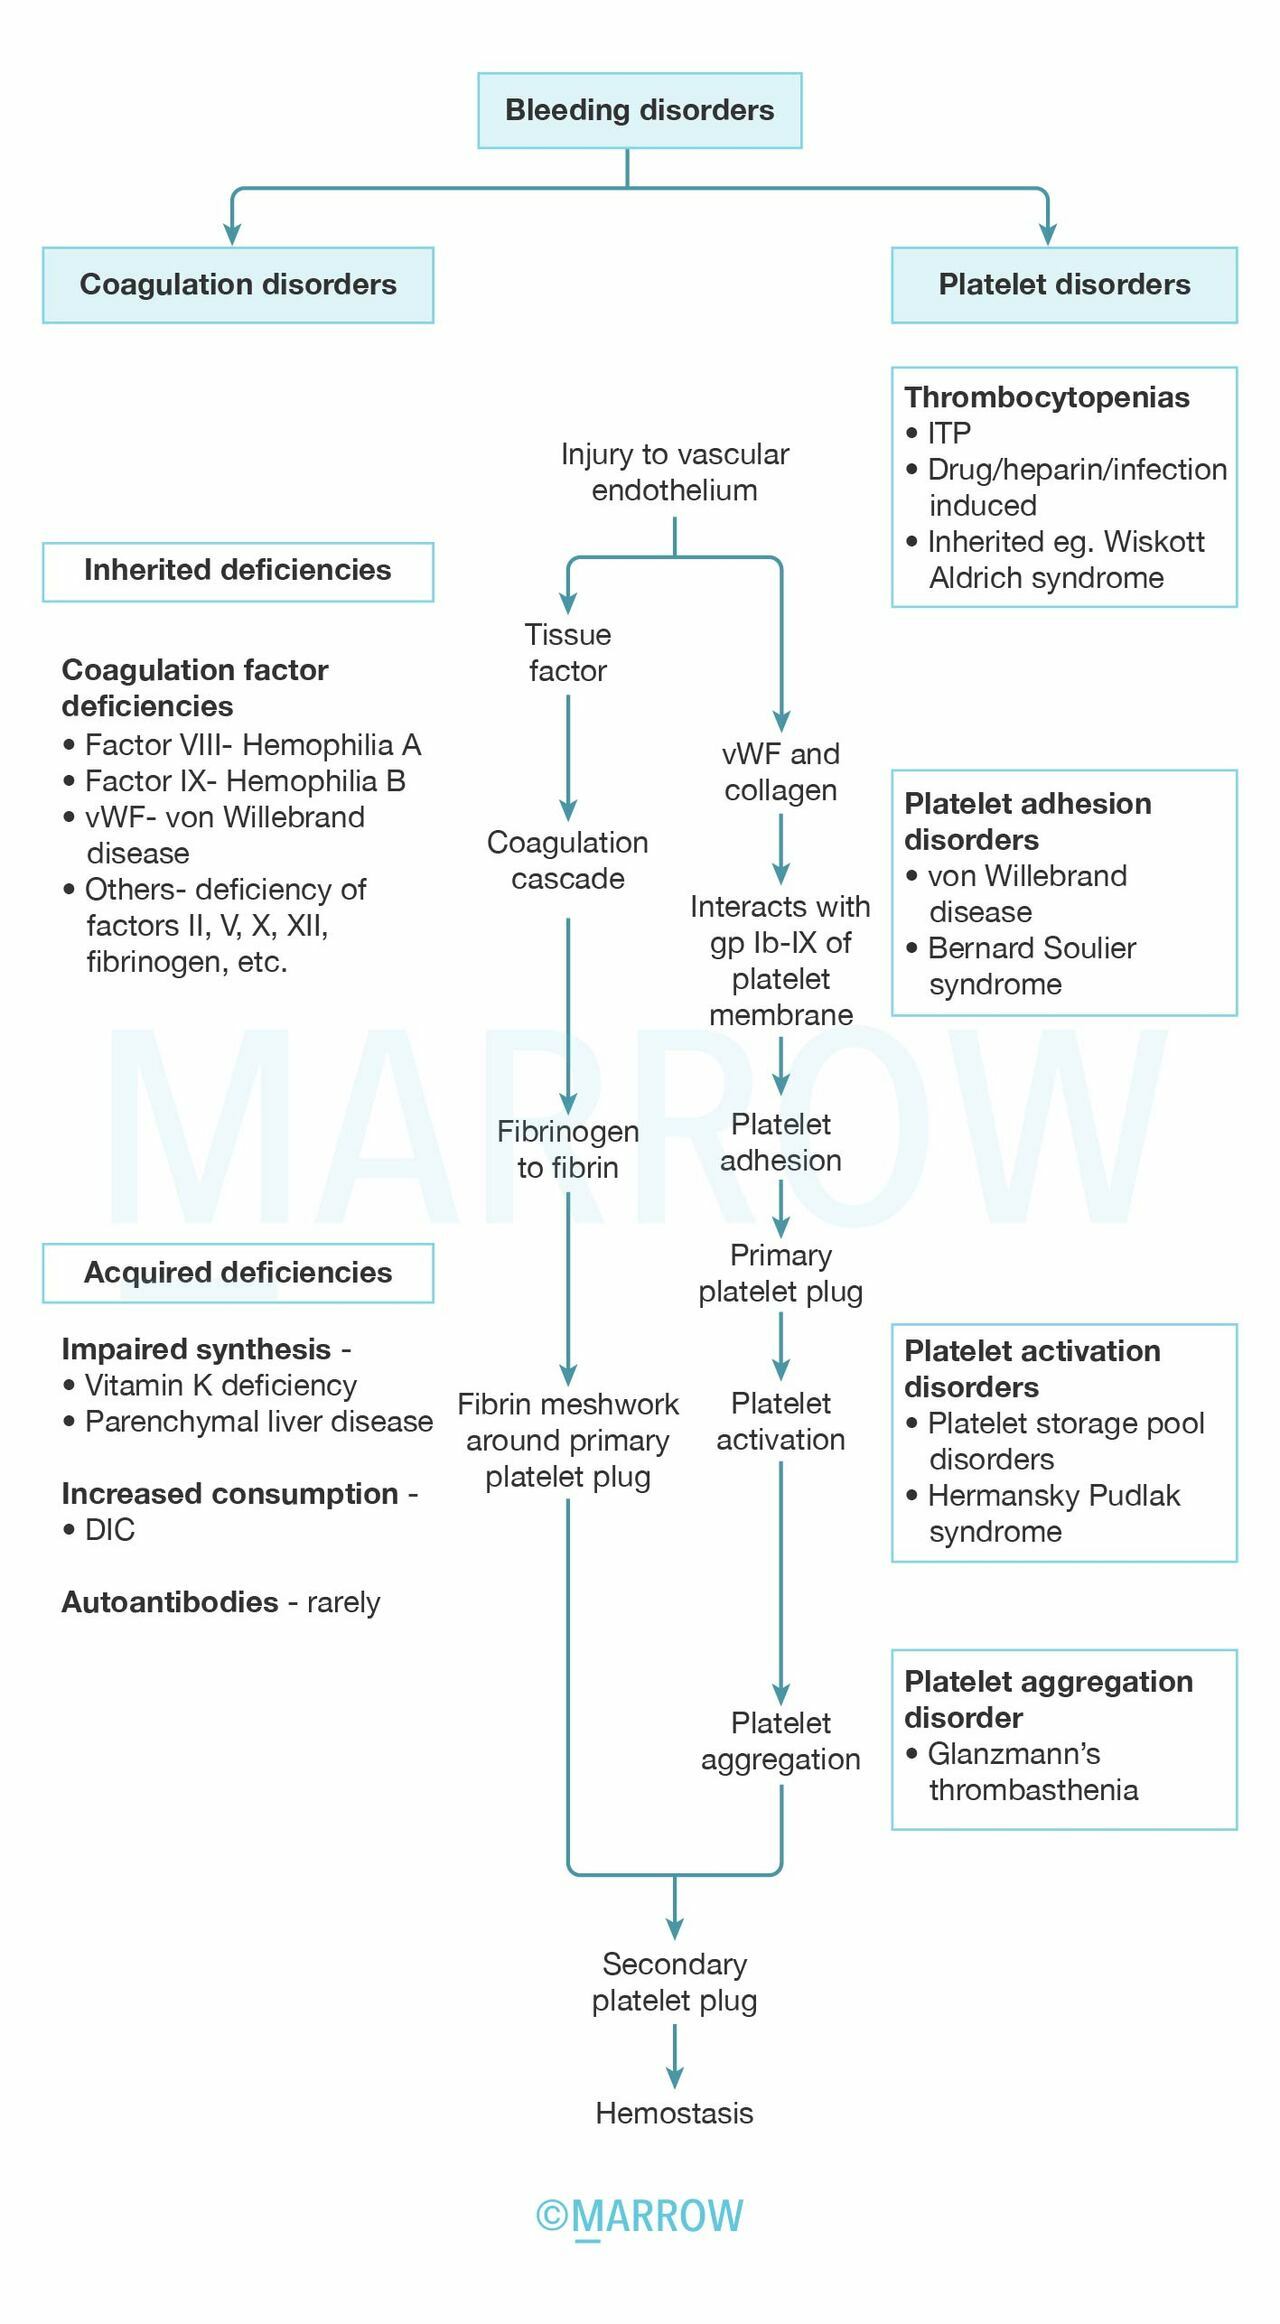 Bleeding disorders
Coagulation disorders
Platelet disorders
Thrombocytopenias
• ITP
• Drug/heparin/infection
induced
• Inherited eg. Wiskott
Aldrich syndrome
Injury to vascular
endothelium
Inherited deficiencies
Coagulation factor
deficiencies
• Factor VIII- Hemophilia A
• Factor IX- Hemophilia B
• vWF- von Willebrand
disease
• Others- deficiency of
factors II, V, X, XII,
fibrinogen, etc.
Tissue
factor
Coagulation
cascade
Fibrinogen
to fibrin
Fibrin meshwork
around primary
platelet plug
vWF and
collagen
Interacts with
gp Ib-IX of
platelet
membrane
Platelet
adhesion
Primary
platelet plug
Platelet
activation
Platelet
aggregation
Platelet adhesion
disorders
• von Willebrand
disease
• Bernard Soulier
syndrome
MARROW
Acquired deficiencies
Impaired synthesis -
• Vitamin K deficiency
• Parenchymal liver disease
Increased consumption -
• DIC
Autoantibodies - rarely
Platelet activation
disorders
• Platelet storage pool
disorders
• Hermansky Pudlak
syndrome
Platelet aggregation
disorder
• Glanzmann’s
thrombasthenia
Secondary
platelet plug
Hemostasis
©MARROW